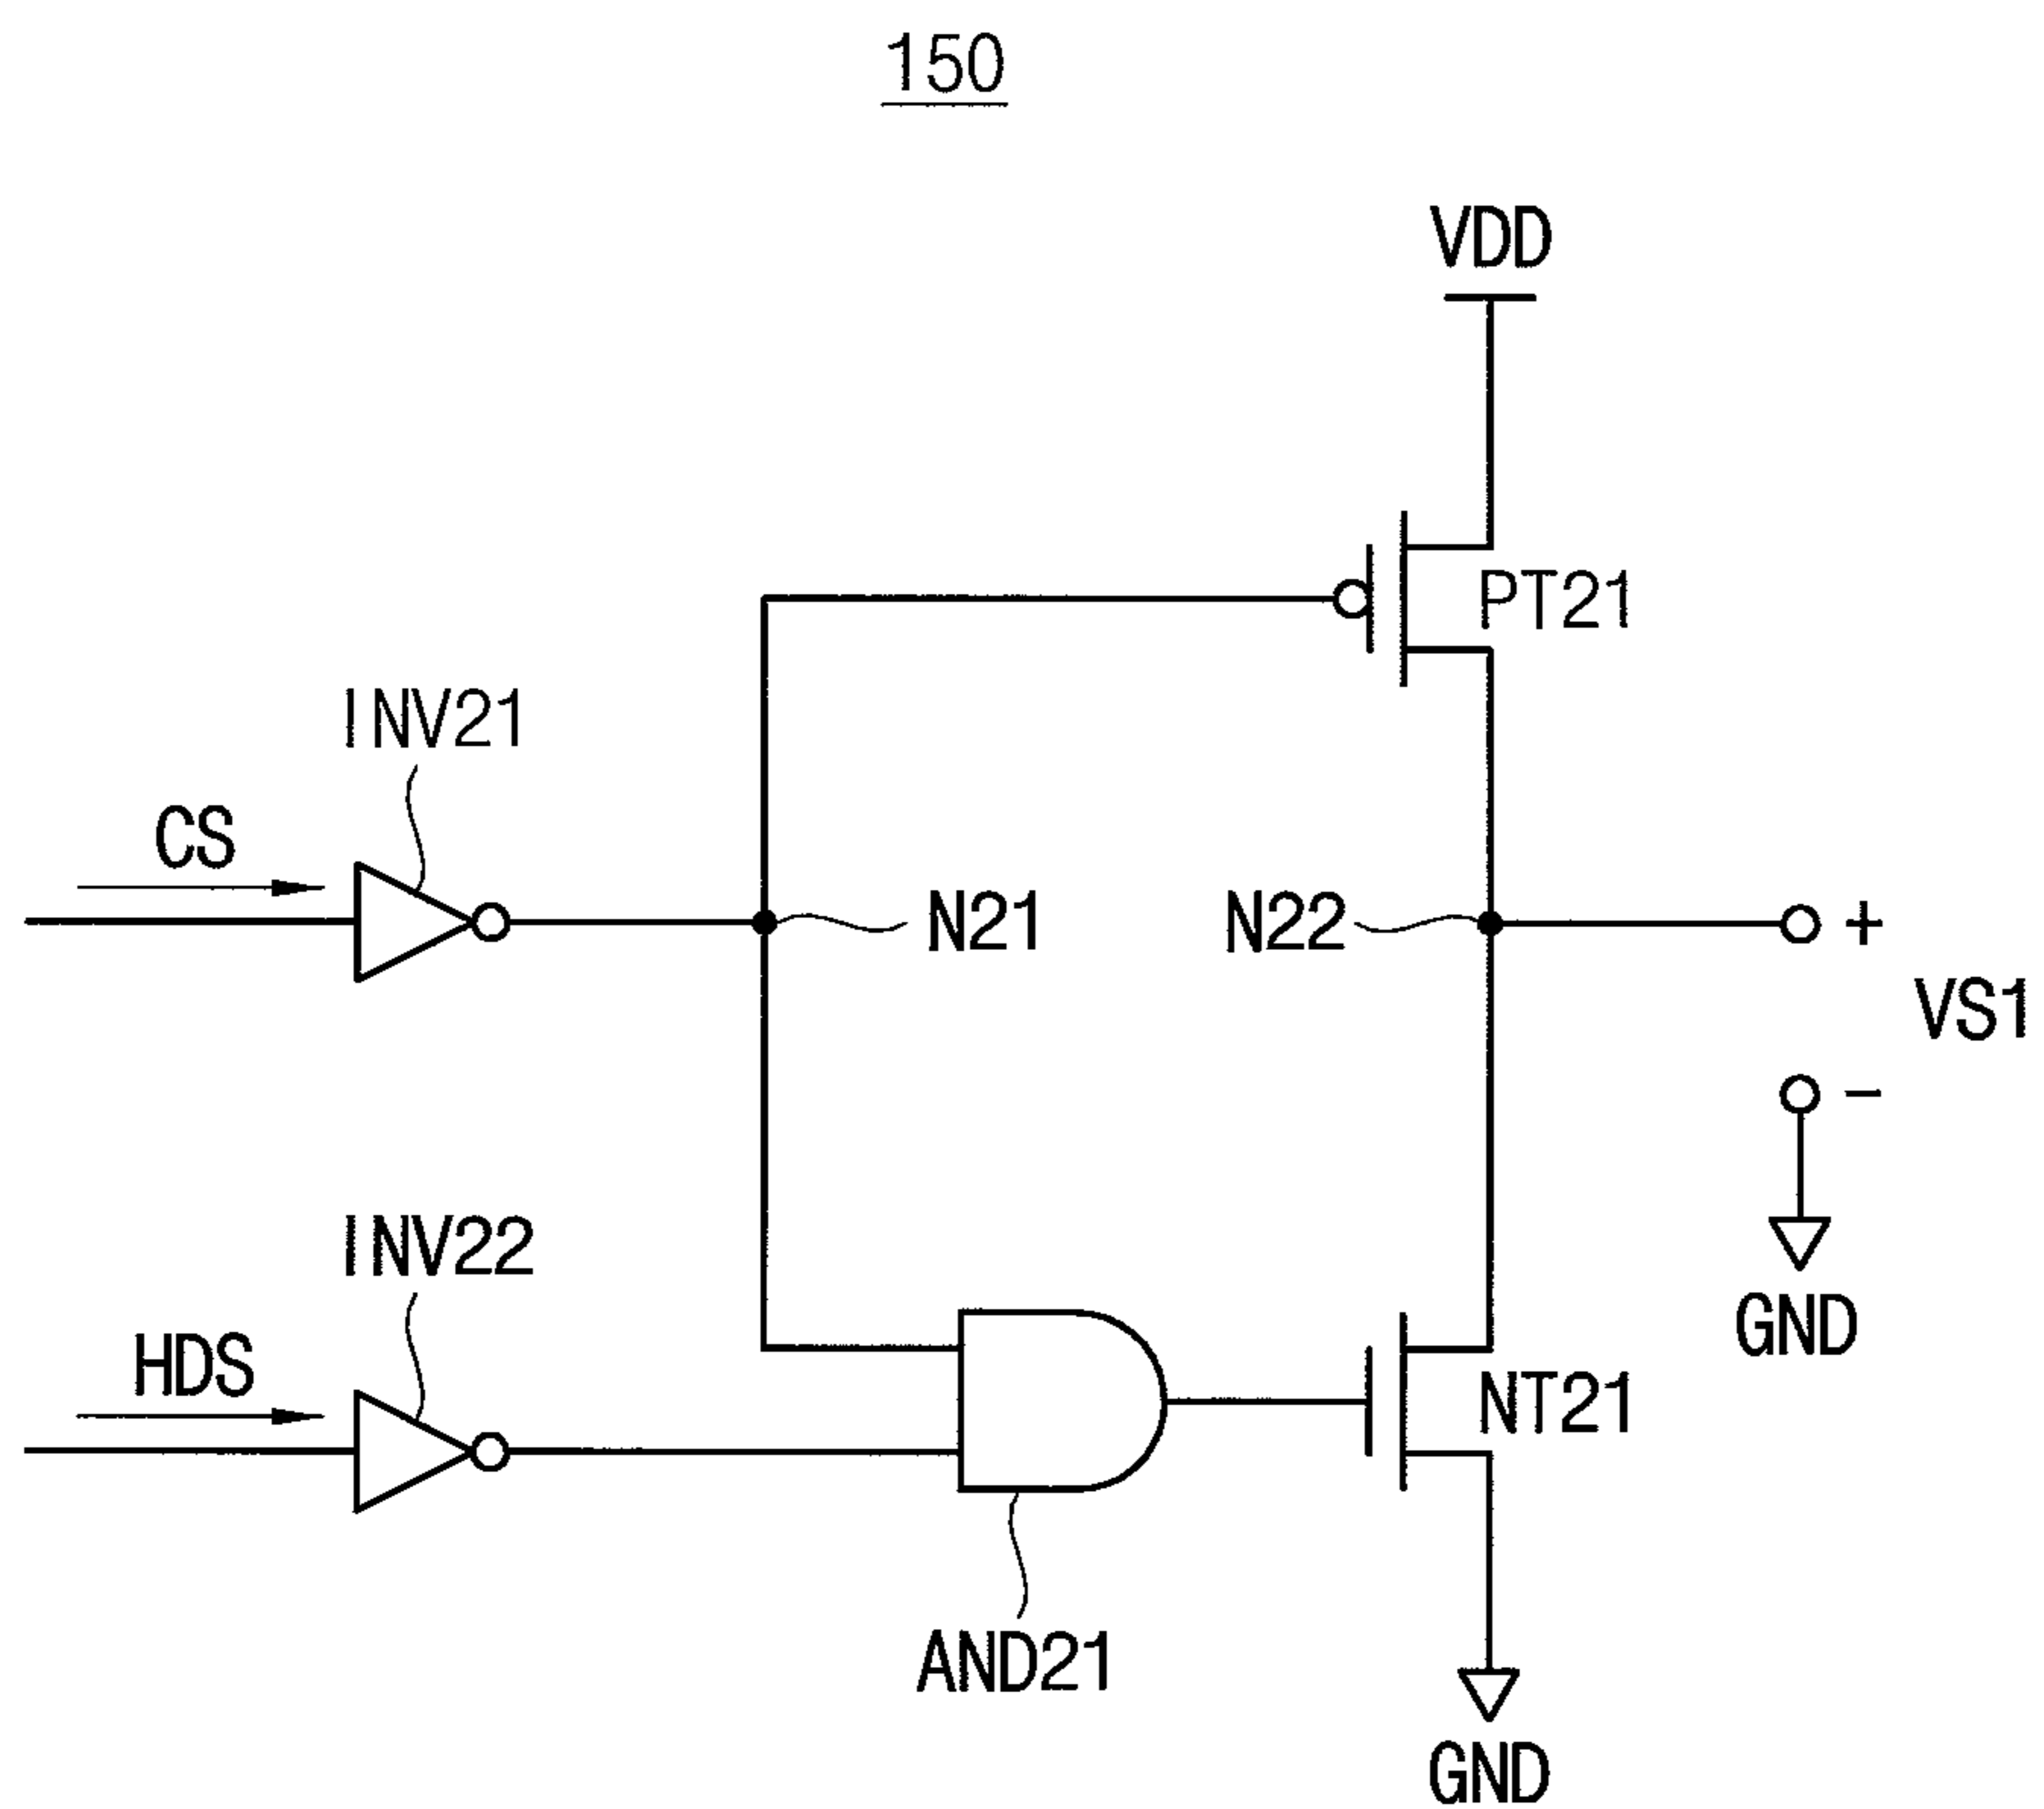 150
VDD
PT21
INV21
CS
N21
N22
+
VS1
-
INV22
GND
HDS
NT21
AND21
GND